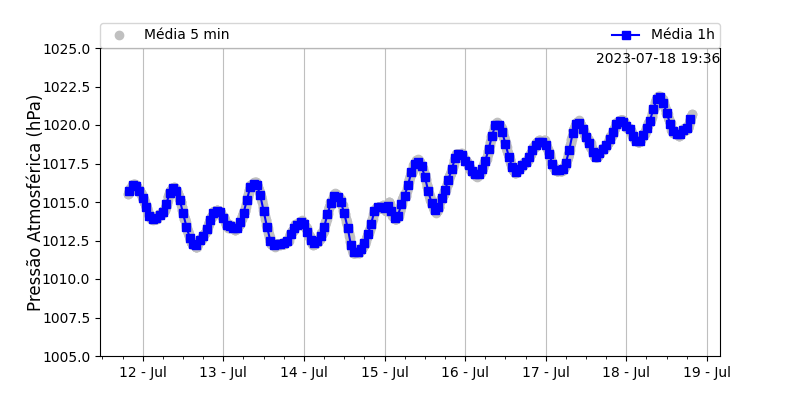 Média 5 min
Média 1h
2023-07-18 19:36
Pressão Atmosférica (hPa)
1025.0
1022.5
1020.0
1017.5
1015.0
1012.5
1010.0
1007.5
1005.0
12 - Jul
13 - Jul
14 - Jul
15 - Jul
16 - Jul
17 - Jul
18 - Jul
19 - Jul